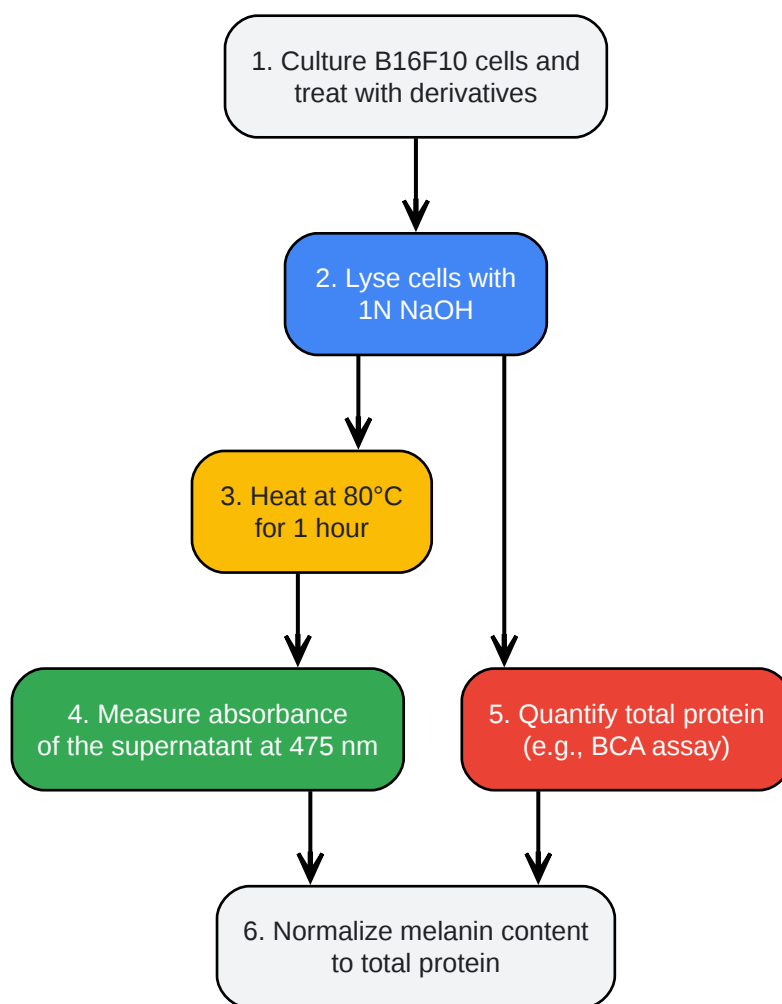 1. Culture B16F10 cells and
treat with derivatives
2. Lyse cells with
1N NaOH
3. Heat at 80°C
for 1 hour
4. Measure absorbance
of the supernatant at 475 nm
5. Quantify total protein
(e.g., BCA assay)
6. Normalize melanin content
to total protein